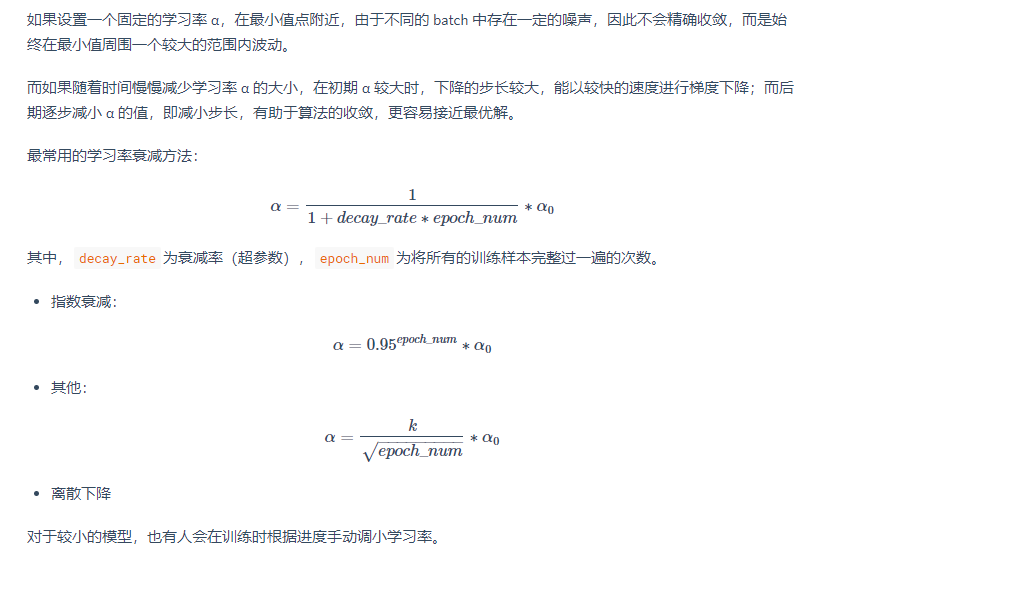 如果设置一个固定的学习率 α，在最小值点附近，由于不同的 batch 中存在一定的噪声，因此不会精确收敛，而是始
终在最小值周围一个较大的范围内波动。
而如果随着时间慢慢减少学习率 α 的大小，在初期 α 较大时，下降的步长较大，能以较快的速度进行梯度下降；而后
期逐步减小 α 的值，即减小步长，有助于算法的收敛，更容易接近最优解。
最常用的学习率衰减方法：
α = \frac{1}{1 + decay\_rate * epoch\_num} * α_0
其中， decay_rate 为衰减率（超参数）， epoch_num 为将所有的训练样本完整过一遍的次数。
• 指数衰减：
α = 0.95^{epoch\_num} * α_0
• 其他：
α = \frac{k}{\sqrt{epoch\_num}} * α_0
• 离散下降
对于较小的模型，也有人会在训练时根据进度手动调小学习率。